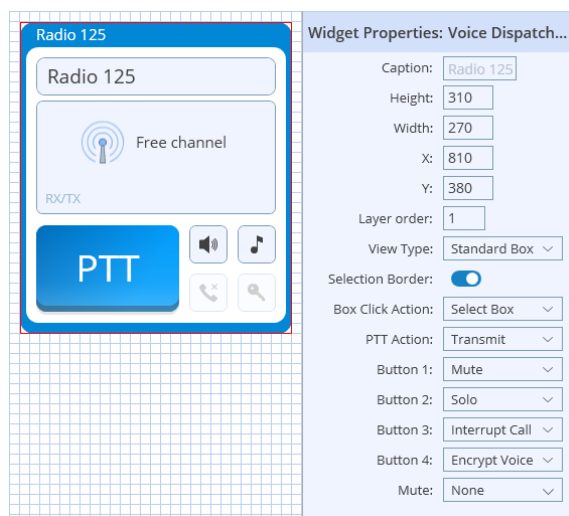 Radio 125
Radio 125
Free channel
RX/TX
PTT
Widget Properties: Voice Dispatch...
Caption: Radio 125
Height: 310
Width: 270
X: 810
Y: 380
Layer order: 1
View Type: Standard Box
Selection Border:
Box Click Action: Select Box
PTT Action: Transmit
Button 1: Mute
Button 2: Solo
Button 3: Interrupt Call
Button 4: Encrypt Voice
Mute: None